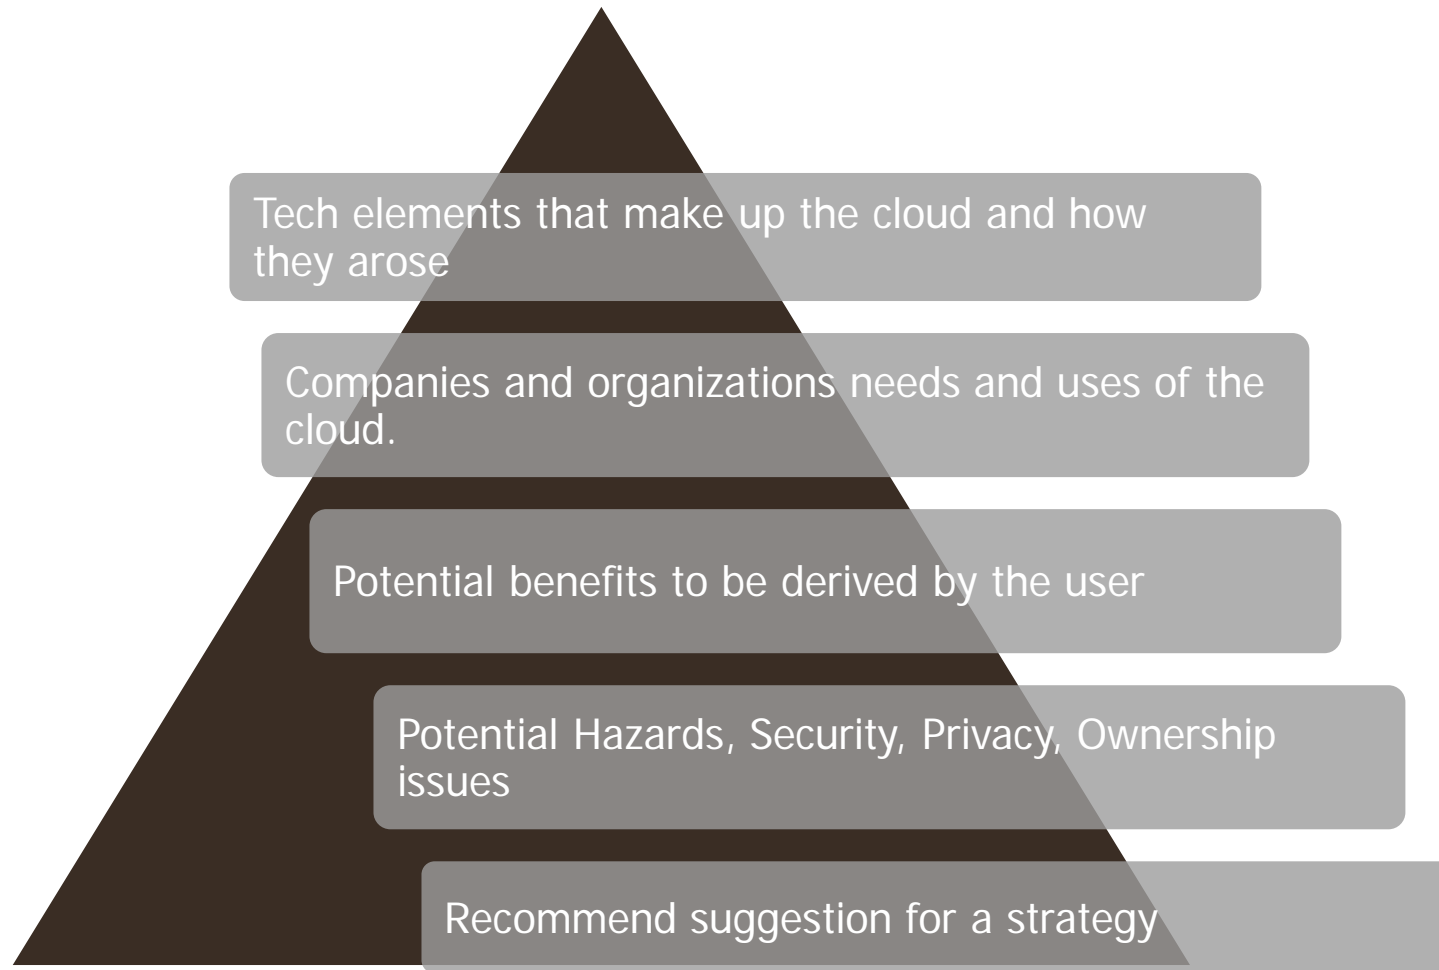 Tech elements that make up the cloud and how
they arose
Companies and organizations needs and uses of the
cloud.
Potential benefits to be derived by the user
Potential Hazards, Security, Privacy, Ownership
issues
Recommend suggestion for a strategy